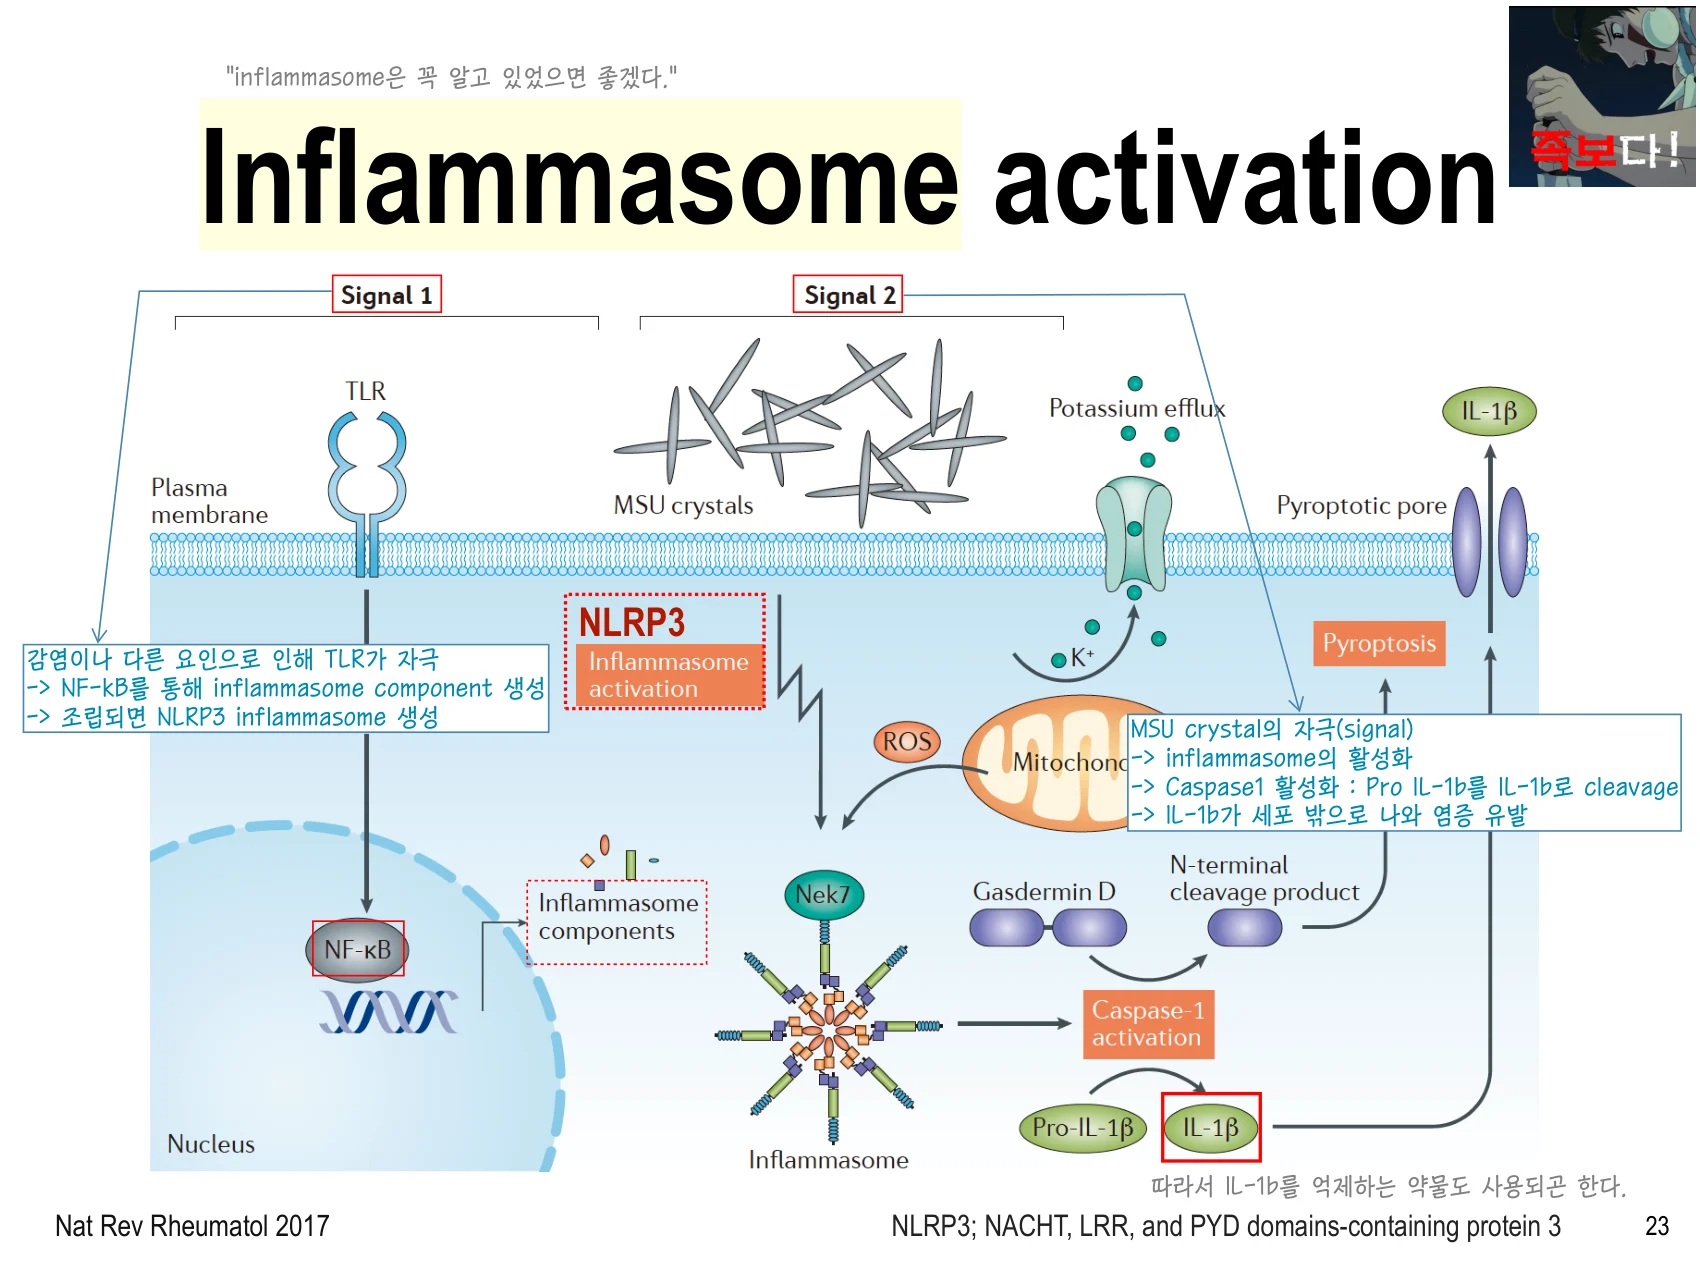 "inflammasome은 꼭 알고 있었으면 좋겠다."
Inflammasome activation
족보다!
Signal 1
Signal 2
TLR
Potassium efflux
IL-1β
Plasma
membrane
MSU crystals
Pyroptotic pore
NLRP3
Inflammasome
activation
K⁺
Pyroptosis
감염이나 다른 요인으로 인해 TLR가 자극
-> NF-kB를 통해 inflammasome component 생성
-> 조립되면 NLRP3 inflammasome 생성
ROS
Mitochond
MSU crystal의 자극(signal)
-> inflammasome의 활성화
-> Caspase1 활성화 : Pro IL-1b를 IL-1b로 cleavage
-> IL-1b가 세포 밖으로 나와 염증 유발
Inflammasome
components
Nek7
Gasdermin D
N-terminal
cleavage product
NF-κB
Caspase-1
activation
Pro-IL-1β
IL-1β
Nucleus
Inflammasome
따라서 IL-1b를 억제하는 약물도 사용되곤 한다.
Nat Rev Rheumatol 2017
NLRP3; NACHT, LRR, and PYD domains-containing protein 3
23